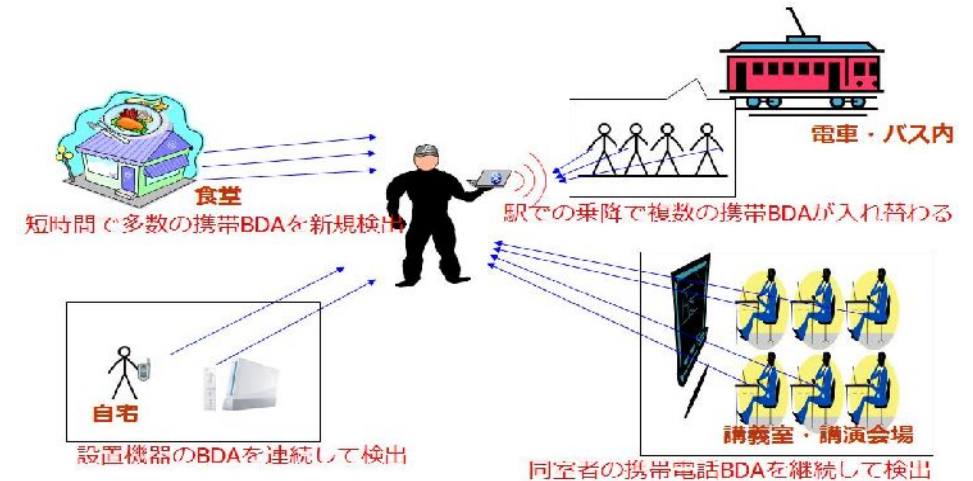 食堂
短時間で多数の携帯BDAを新規検出
電車・バス内
駅での乗降で複数の携帯BDAが入れ替わる
自宅
設置機器のBDAを連続して検出
講義室・講演会場
同室者の携帯電話BDAを継続して検出